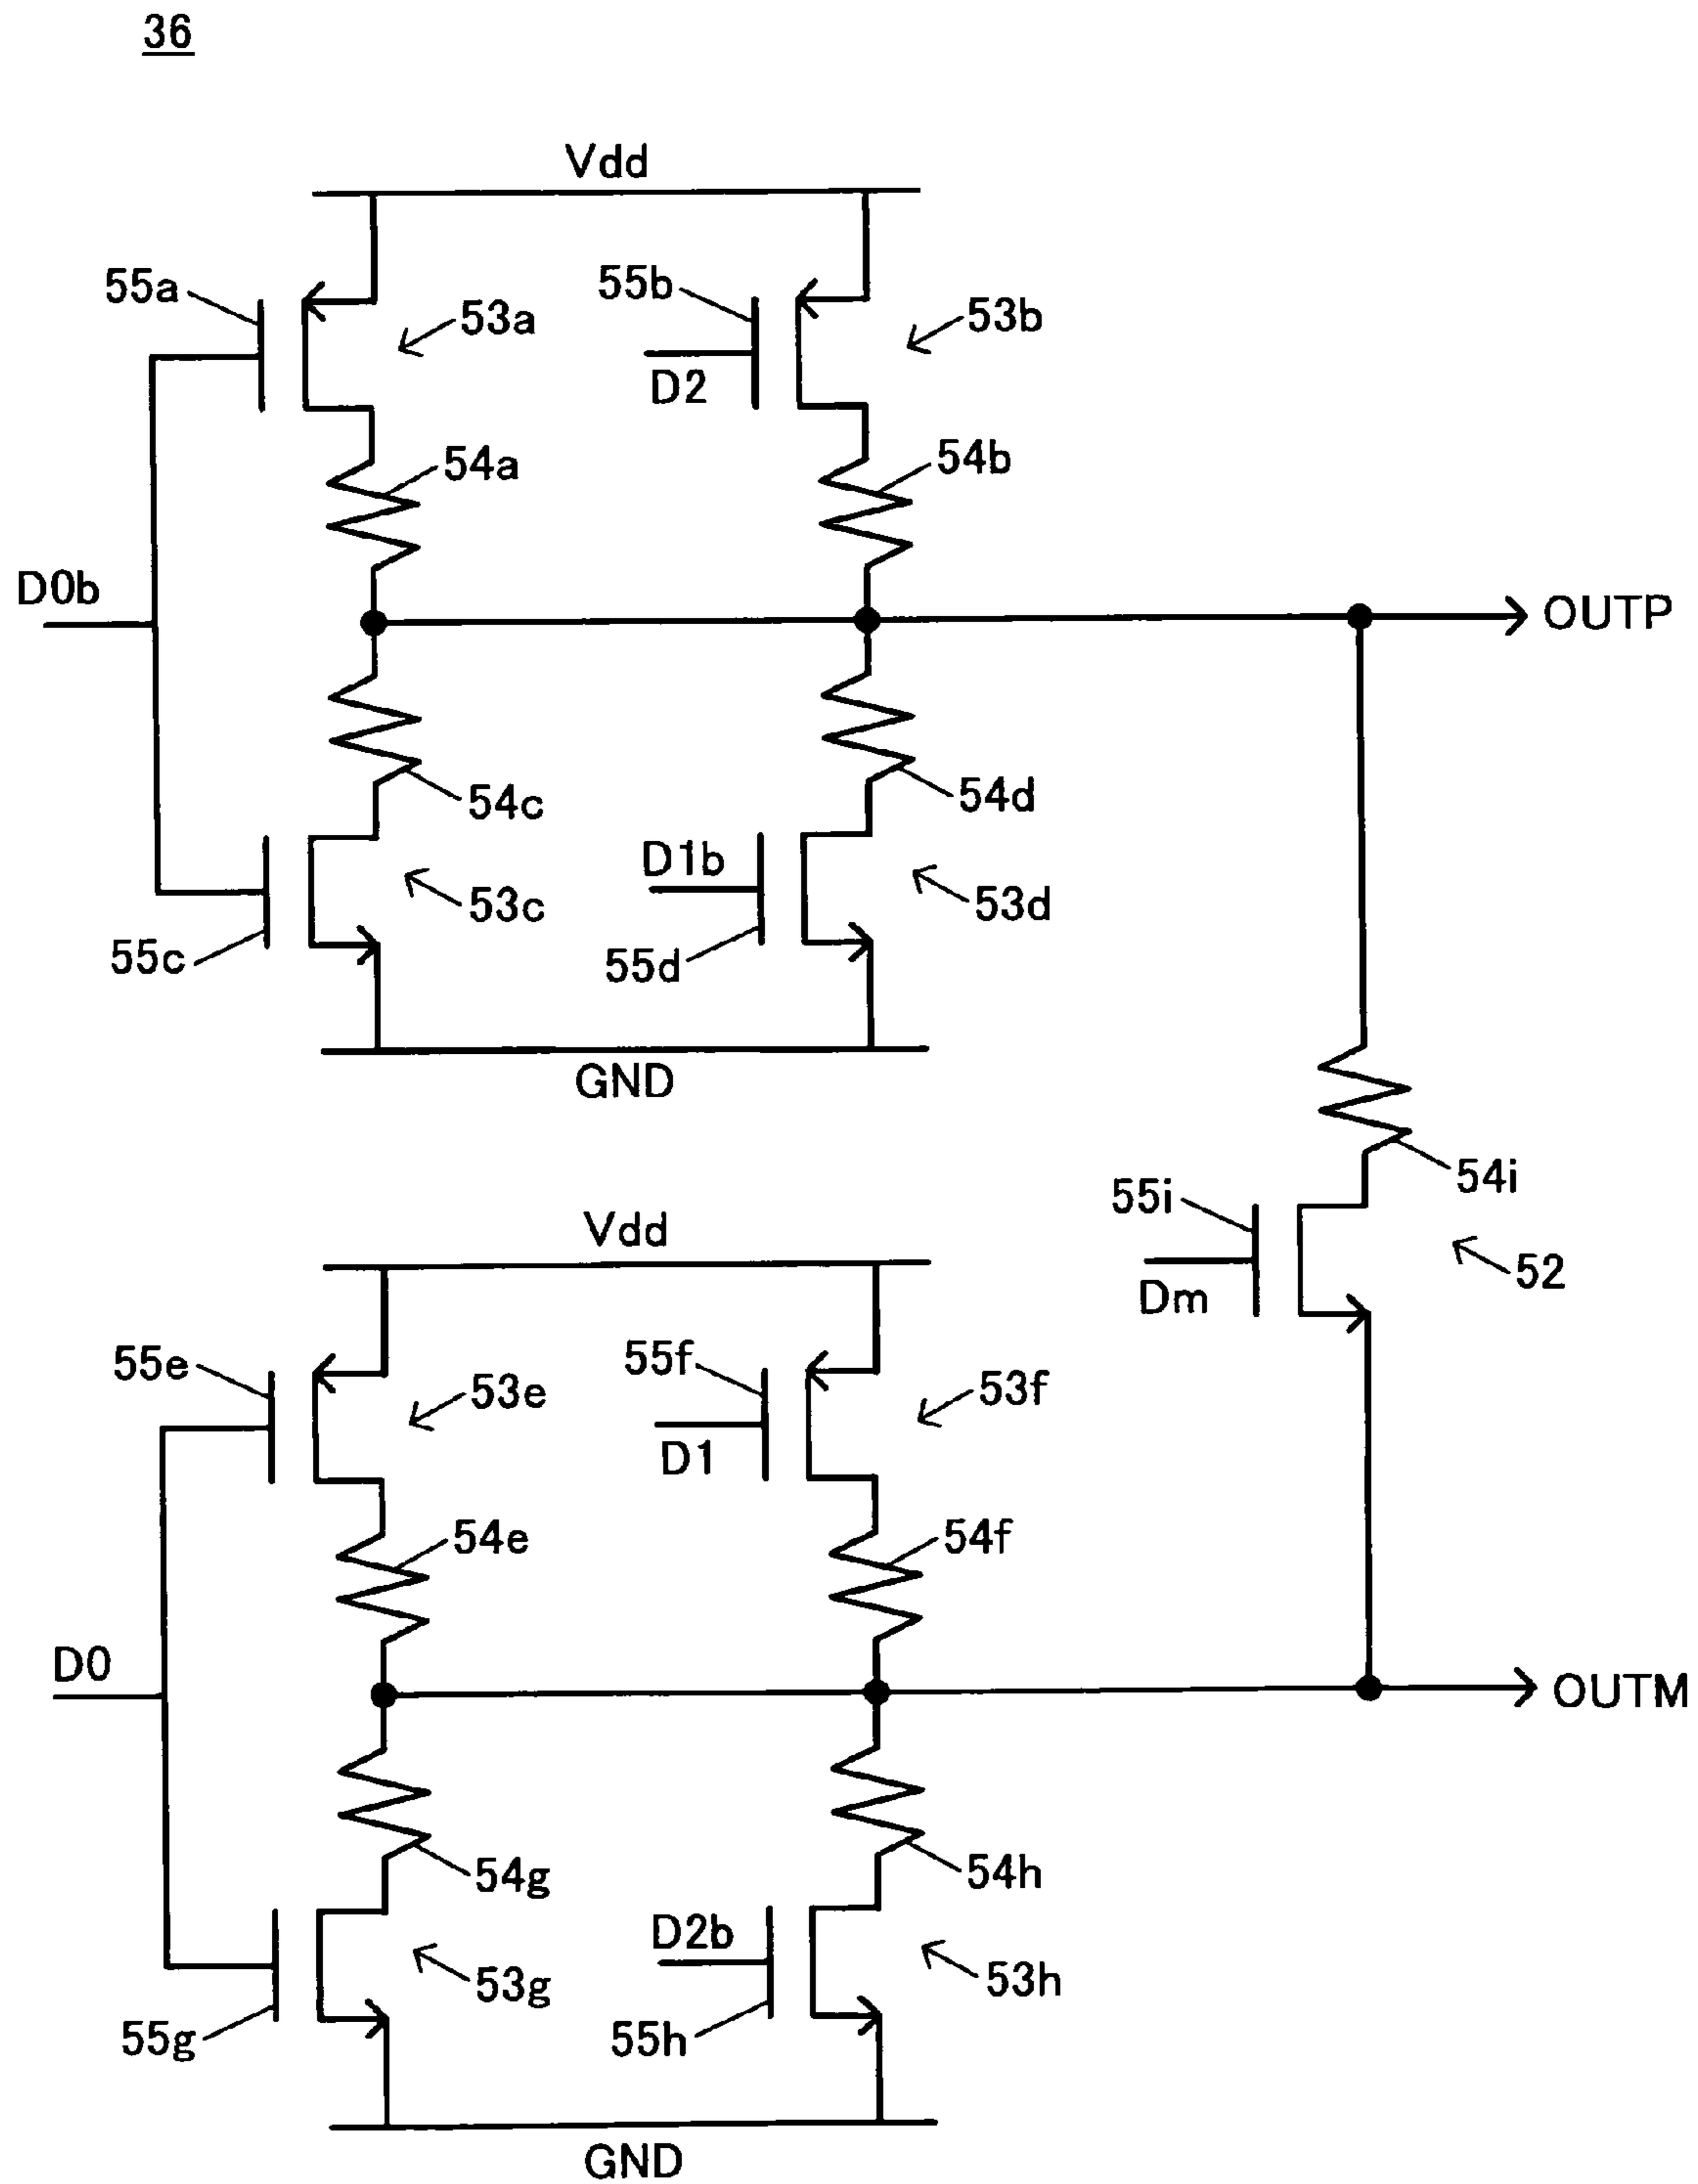 36
Vdd
55a
53a
55b
53b
D2
54a
54b
D0b
OUTP
54c
54d
D1b
53c
53d
55c
55d
GND
54i
55i
52
Dm
Vdd
55e
53e
55f
53f
D1
54e
54f
D0
OUTM
54g
54h
D2b
53g
53h
55g
55h
GND